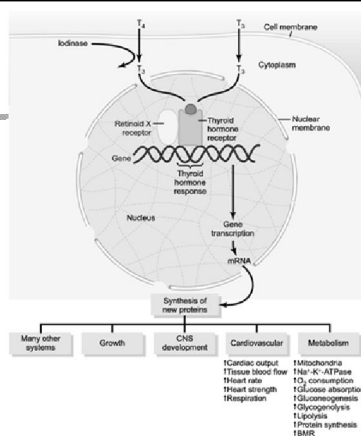 T4
T3
Cell membrane
Iodinase
Cytoplasm
T3
T3
Retinoid X
receptor
Thyroid
hormone
receptor
Nuclear
membrane
Gene
Thyroid
hormone
response
Nucleus
Gene
transcription
mRNA
Synthesis of
new proteins
Many other
systems
Growth
CNS
development
Cardiovascular
Metabolism
↑Cardiac output
↑Tissue blood flow
↑Heart rate
↑Heart strength
↑Respiration
↑Mitochondria
↑Na+-K+-ATPase
↑O2 consumption
↑Glucose absorption
↑Gluconeogenesis
↑Glycogenolysis
↑Lipolysis
↑Protein synthesis
↑BMR